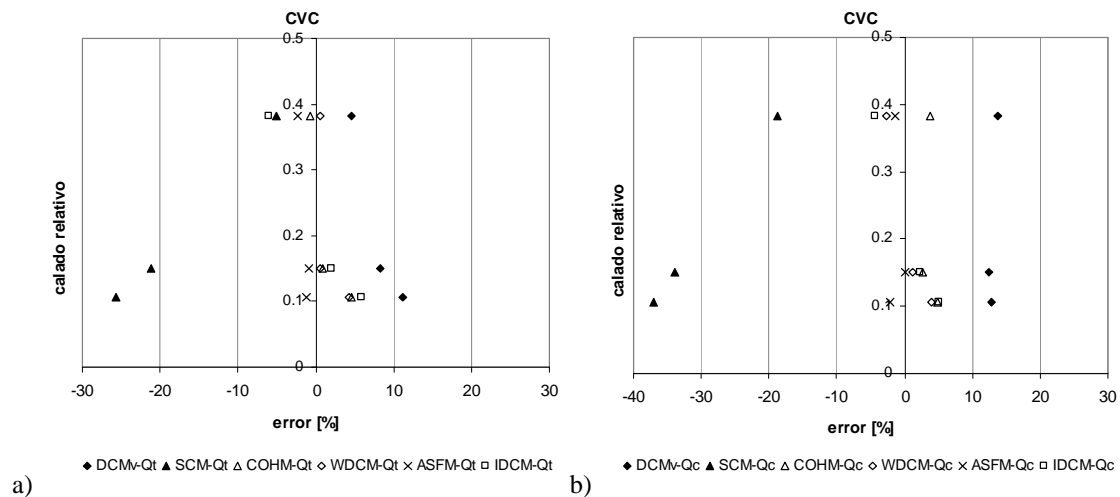 CVC
0.5
0.4
0.3
0.2
0.1
0
-30 -20 -10 0 10 20 30
calado relativo
error [%]
DCMv-Qt SCM-Qt COHM-Qt WDCM-Qt ASFM-Qt IDCM-Qt
a)
CVC
0.5
0.4
0.3
0.2
0.1
0
-40 -30 -20 -10 0 10 20 30
calado relativo
error [%]
DCMv-Qc SCM-Qc COHM-Qc WDCM-Qc ASFM-Qc IDCM-Qc
b)